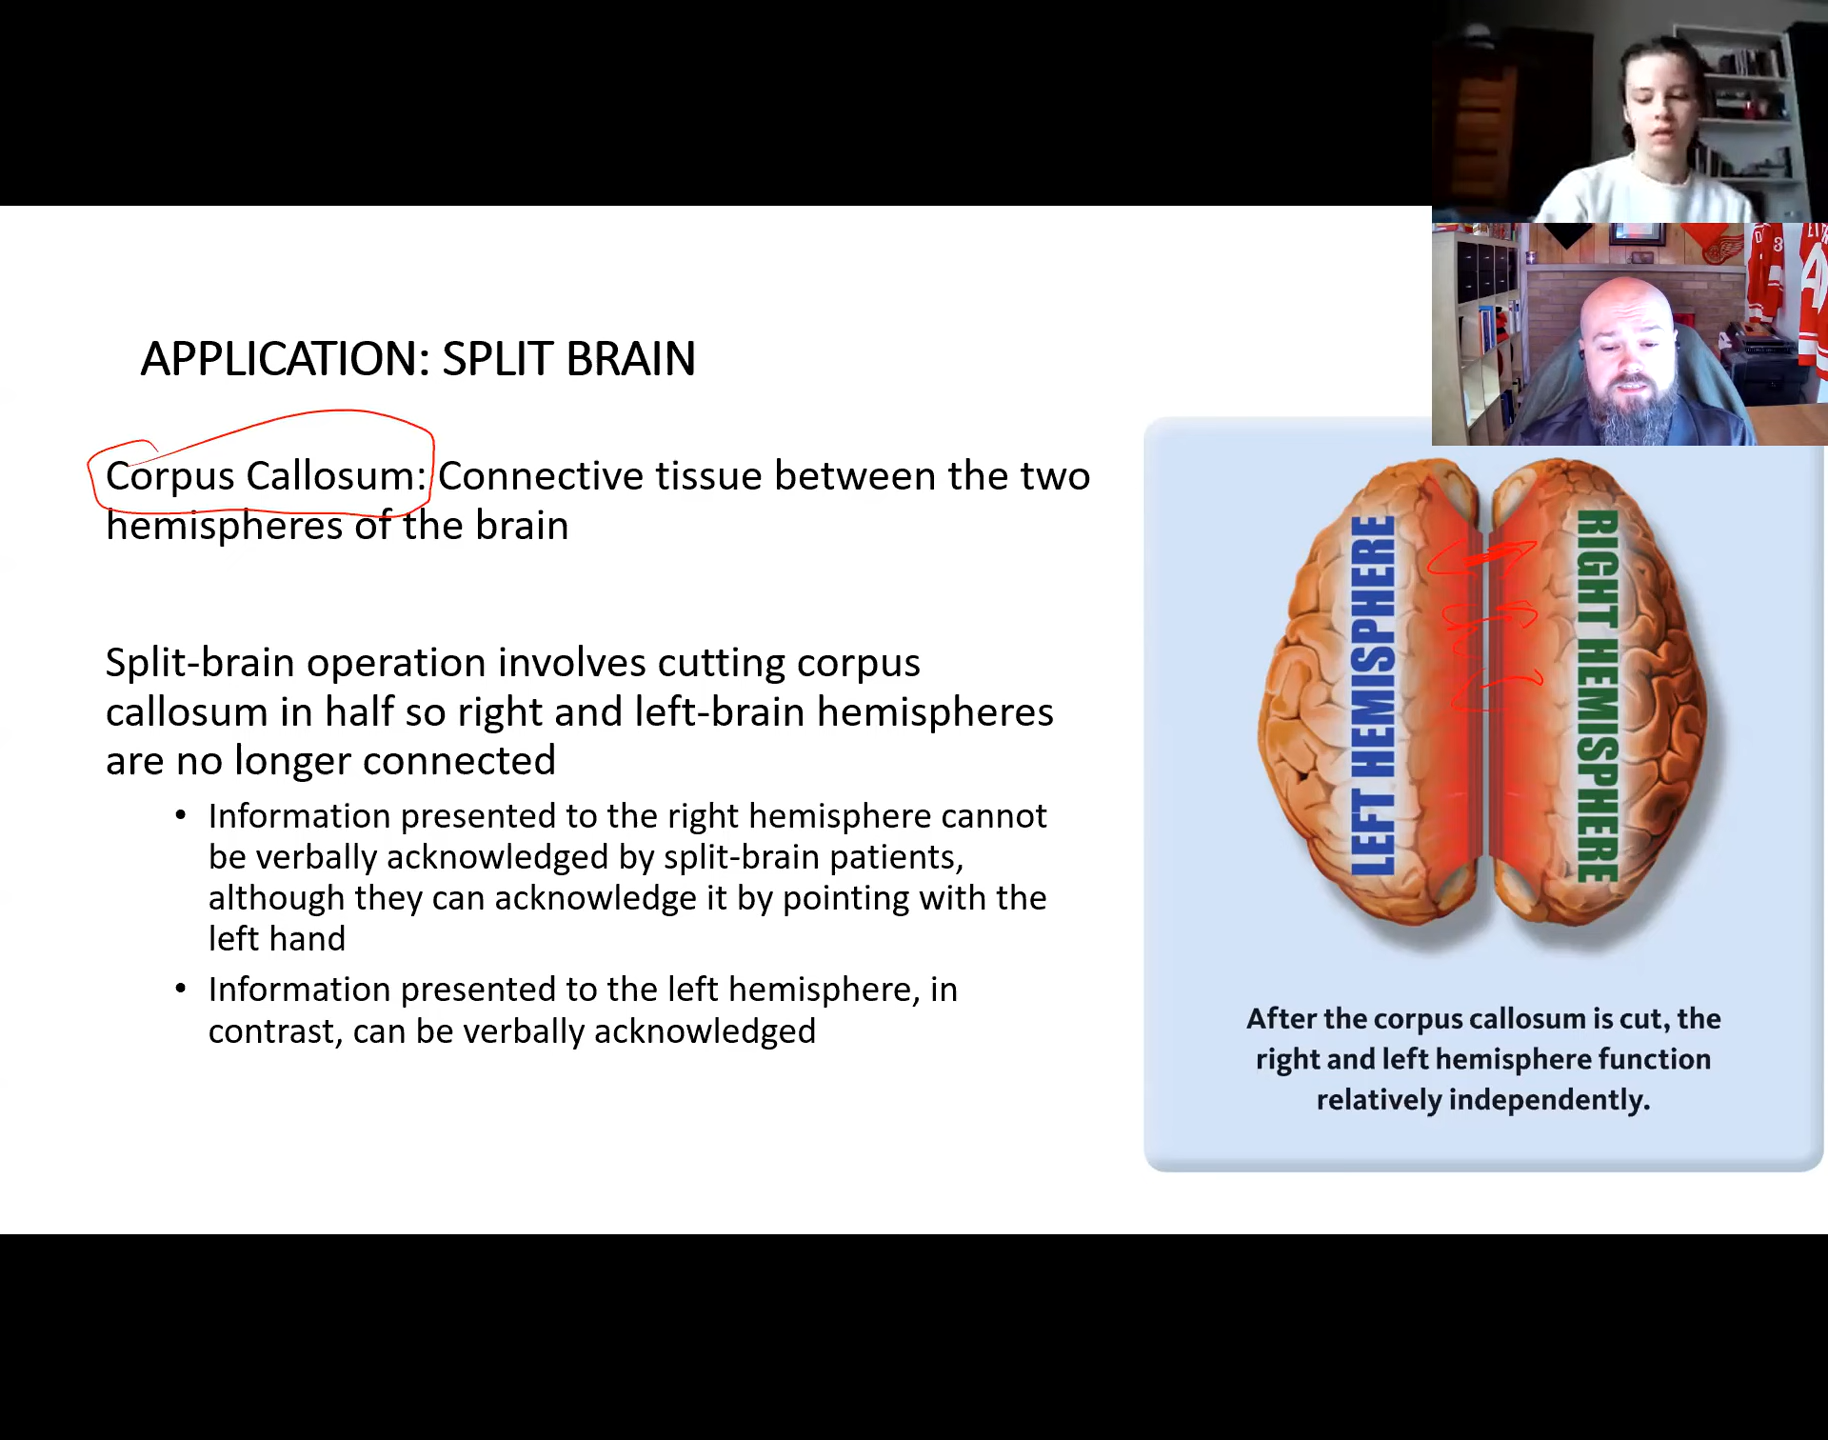 APPLICATION: SPLIT BRAIN
Corpus Callosum: Connective tissue between the two
hemispheres of the brain
Split-brain operation involves cutting corpus
callosum in half so right and left-brain hemispheres
are no longer connected
• Information presented to the right hemisphere cannot
be verbally acknowledged by split-brain patients,
although they can acknowledge it by pointing with the
left hand
• Information presented to the left hemisphere, in
contrast, can be verbally acknowledged
LEFT HEMISPHERE
RIGHT HEMISPHERE
After the corpus callosum is cut, the
right and left hemisphere function
relatively independently.